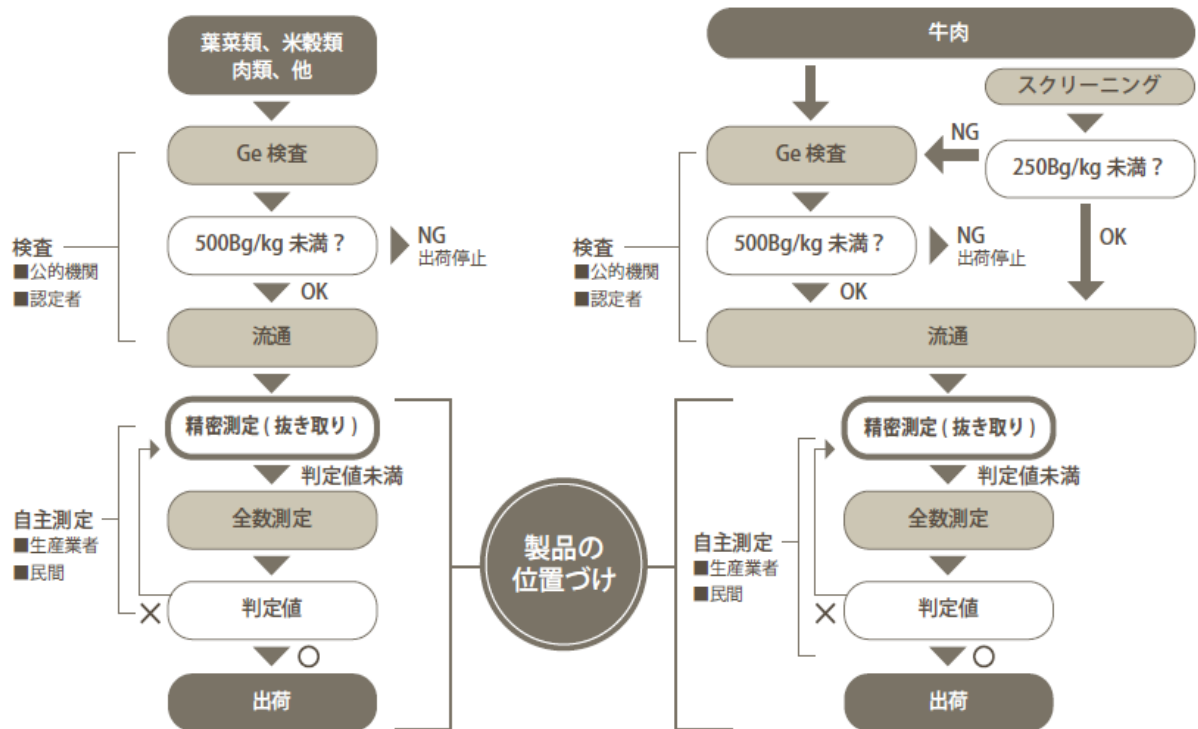 葉菜類、米穀類
肉類、他
Ge 検査
500Bg/kg 未満？
NG
出荷停止
OK
流通
検査
■公的機関
■認定者
精密測定 ( 抜き取り )
判定値未満
全数測定
判定値
×
○
出荷
自主測定
■生産業者
■民間
製品の
位置づけ
牛肉
スクリーニング
250Bg/kg 未満？
NG
OK
Ge 検査
500Bg/kg 未満？
NG
出荷停止
OK
流通
検査
■公的機関
■認定者
精密測定 ( 抜き取り )
判定値未満
全数測定
判定値
×
○
出荷
自主測定
■生産業者
■民間